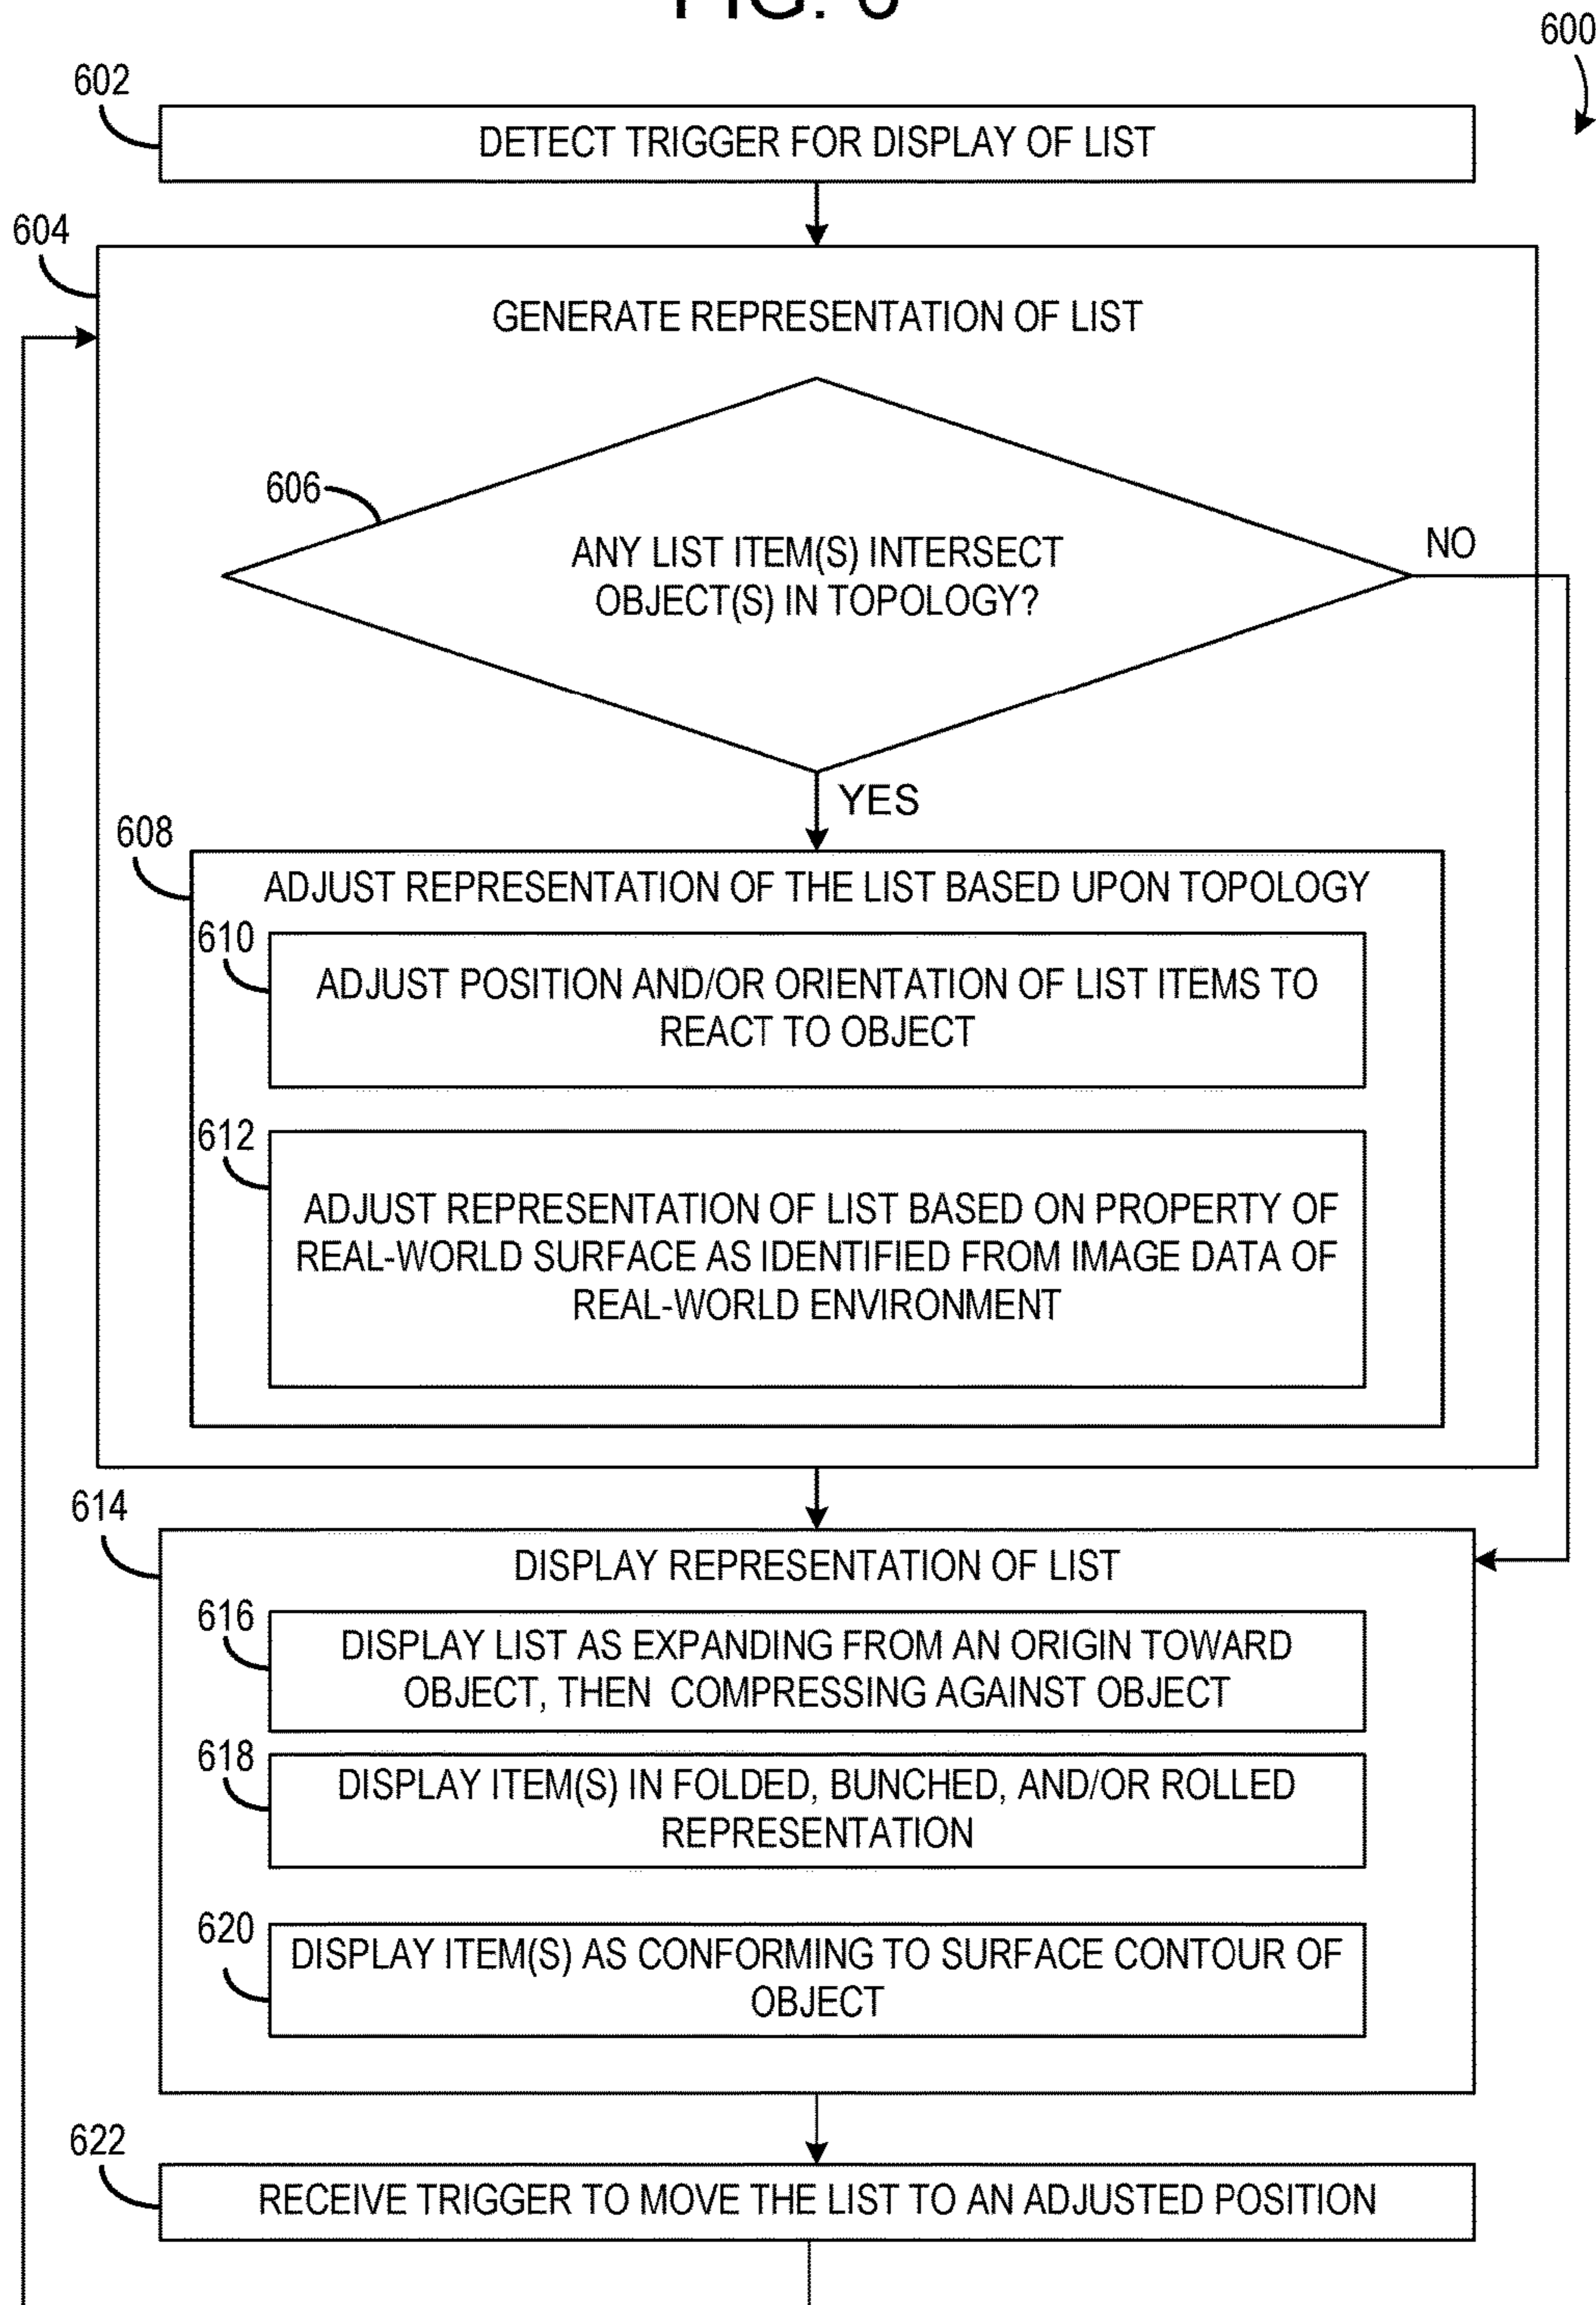 600
602
DETECT TRIGGER FOR DISPLAY OF LIST
604
GENERATE REPRESENTATION OF LIST
606
ANY LIST ITEM(S) INTERSECT
OBJECT(S) IN TOPOLOGY?
NO
YES
608
ADJUST REPRESENTATION OF THE LIST BASED UPON TOPOLOGY
610
ADJUST POSITION AND/OR ORIENTATION OF LIST ITEMS TO
REACT TO OBJECT
612
ADJUST REPRESENTATION OF LIST BASED ON PROPERTY OF
REAL-WORLD SURFACE AS IDENTIFIED FROM IMAGE DATA OF
REAL-WORLD ENVIRONMENT
614
DISPLAY REPRESENTATION OF LIST
616
DISPLAY LIST AS EXPANDING FROM AN ORIGIN TOWARD
OBJECT, THEN COMPRESSING AGAINST OBJECT
618
DISPLAY ITEM(S) IN FOLDED, BUNCHED, AND/OR ROLLED
REPRESENTATION
620
DISPLAY ITEM(S) AS CONFORMING TO SURFACE CONTOUR OF
OBJECT
622
RECEIVE TRIGGER TO MOVE THE LIST TO AN ADJUSTED POSITION